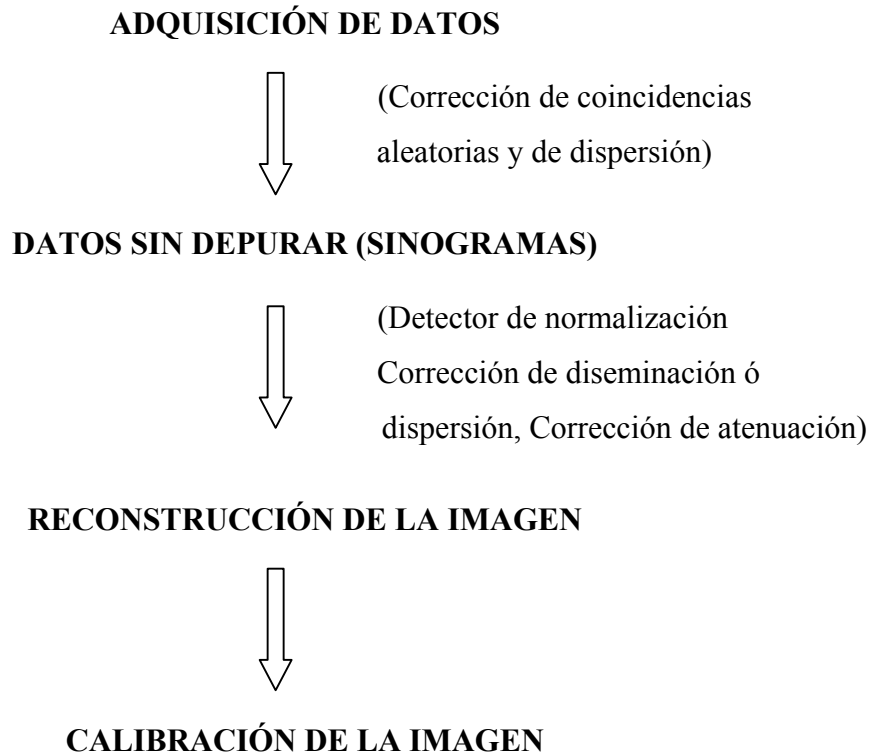 ADQUISICIÓN DE DATOS
(Corrección de coincidencias
aleatorias y de dispersión)
DATOS SIN DEPURAR (SINOGRAMAS)
(Detector de normalización
Corrección de diseminación ó
dispersión, Corrección de atenuación)
RECONSTRUCCIÓN DE LA IMAGEN
CALIBRACIÓN DE LA IMAGEN